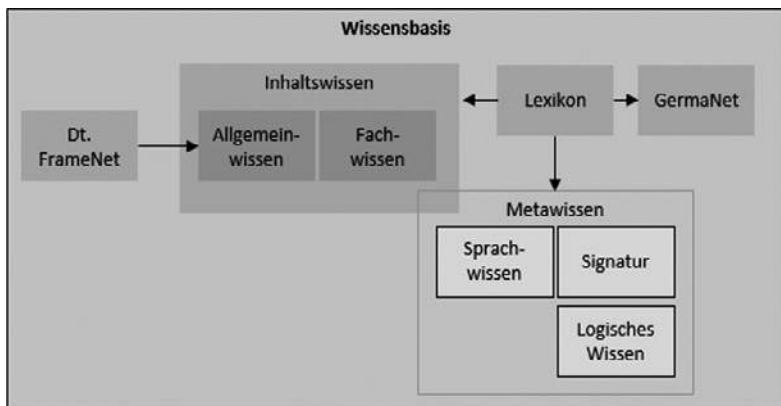 Wissensbasis
Inhaltswissen
Lexikon
GermaNet
Dt.
FrameNet
Allgemein-
wissen
Fach-
wissen
Metawissen
Sprach-
wissen
Signatur
Logisches
Wissen